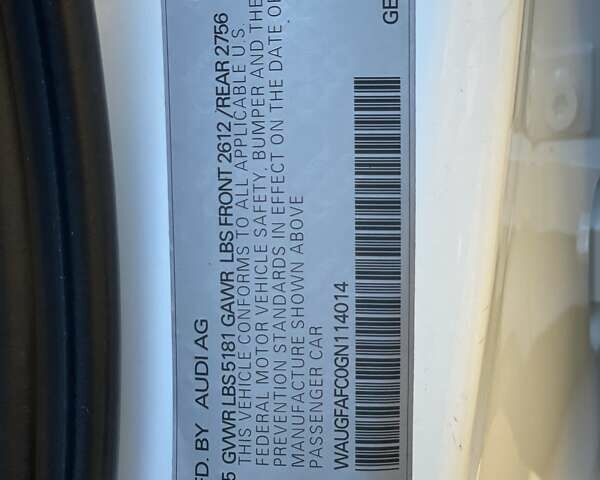 FD. BY AUDI AG
5 GVWR LBS 5181 GAWR LBS FRONT 2612 /REAR 2756
THIS VEHICLE CONFORMS TO ALL APPLICABLE U.S.
FEDERAL MOTOR VEHICLE SAFETY, BUMPER AND THE
PREVENTION STANDARDS IN EFFECT ON THE DATE OF
MANUFACTURE SHOWN ABOVE
PASSENGER CAR
WAUGFAFC0GN114014
GE